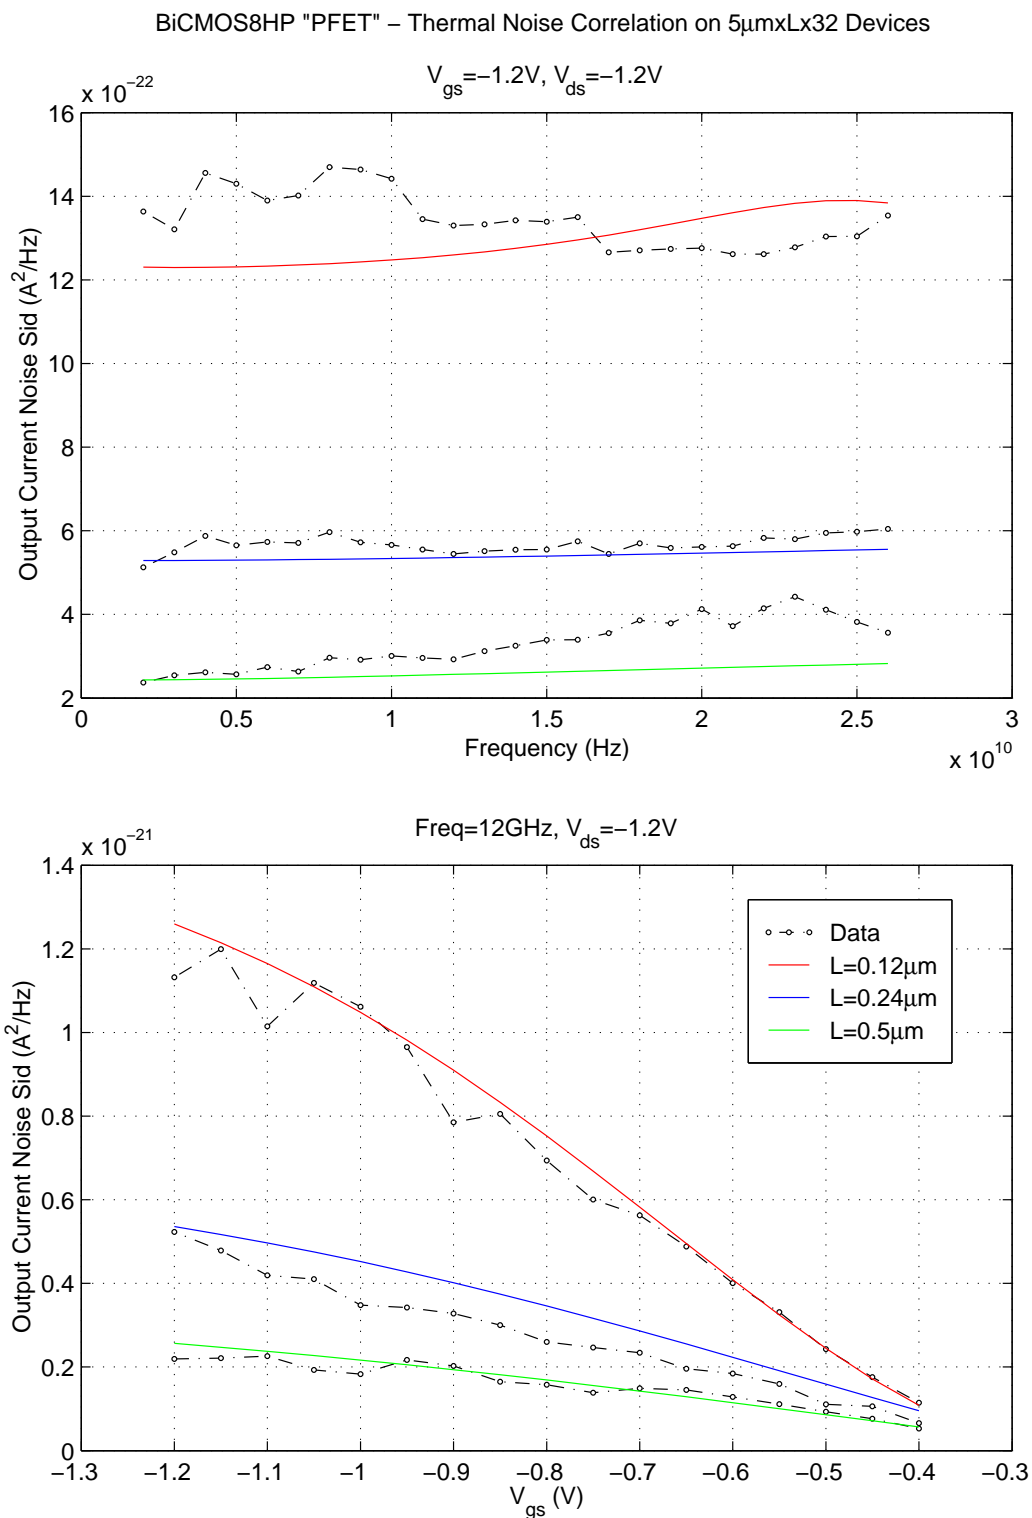 BiCMOS8HP "PFET" − Thermal Noise Correlation on 5μmxLx32 Devices
V_gs=−1.2V, V_ds=−1.2V
x 10^−22
16
14
12
10
8
6
4
2
Output Current Noise Sid (A^2/Hz)
0 0.5 1 1.5 2 2.5 3
Frequency (Hz)
x 10^10
Freq=12GHz, V_ds=−1.2V
x 10^−21
1.4
1.2
1
0.8
0.6
0.4
0.2
0
Output Current Noise Sid (A^2/Hz)
Data
L=0.12μm
L=0.24μm
L=0.5μm
−1.3 −1.2 −1.1 −1 −0.9 −0.8 −0.7 −0.6 −0.5 −0.4 −0.3
V_gs (V)